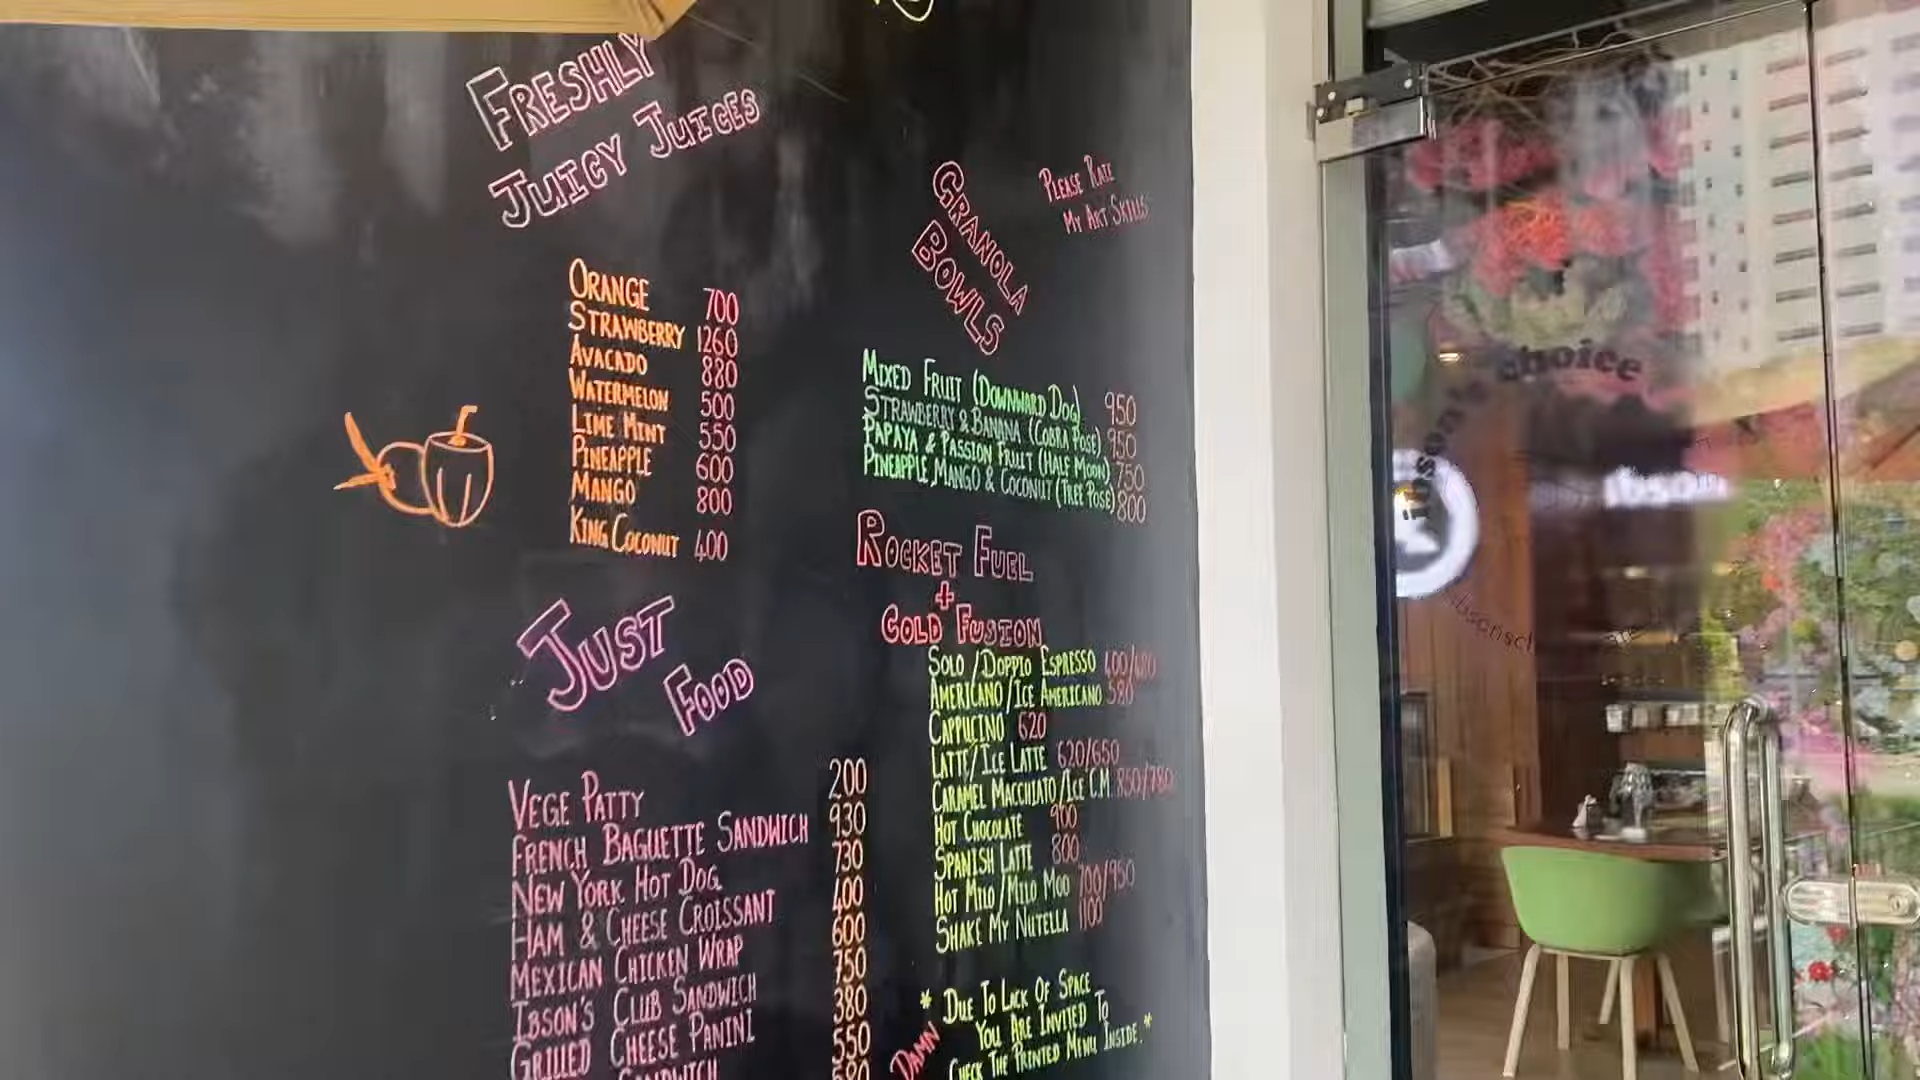 FRESHLY
JUICY JUICES
ORANGE 700
STRAWBERRY 1260
AVACADO 880
WATERMELON 500
LIME MINT 550
PINEAPPLE 600
MANGO 800
KING COCONUT 400
JUST
FOOD
VEGE PATTY 200
FRENCH BAGUETTE SANDWICH 930
NEW YORK HOT DOG 730
HAM & CHEESE CROISSANT 400
MEXICAN CHICKEN WRAP 600
IBSON'S CLUB SANDWICH 750
GRILLED CHEESE PANINI 380
SANDWICH 550
PLEASE RATE
MY ART SKILLS
GRANOLA
BOWLS
MIXED FRUIT (DOWNWARD DOG) 950
STRAWBERRY & BANANA (COBRA POSE) 950
PAPAYA & PASSION FRUIT (HALF MOON) 750
PINEAPPLE, MANGO & COCONUT (TREE POSE) 800
ROCKET FUEL
+
COLD FUSION
SOLO / DOPPIO ESPRESSO
AMERICANO / ICE AMERICANO 580
CAPPUCINO 620
LATTE / ICE LATTE 620/650
CARAMEL MACCHIATO / ICE C.M. 850/780
HOT CHOCOLATE 900
SPANISH LATTE 800
HOT MILO / MILO MOO 700/950
SHAKE MY NUTELLA 1100
* DUE TO LACK OF SPACE
YOU ARE INVITED TO
CHECK THE PRINTED MENU INSIDE. *
DAMN
ibson's choice